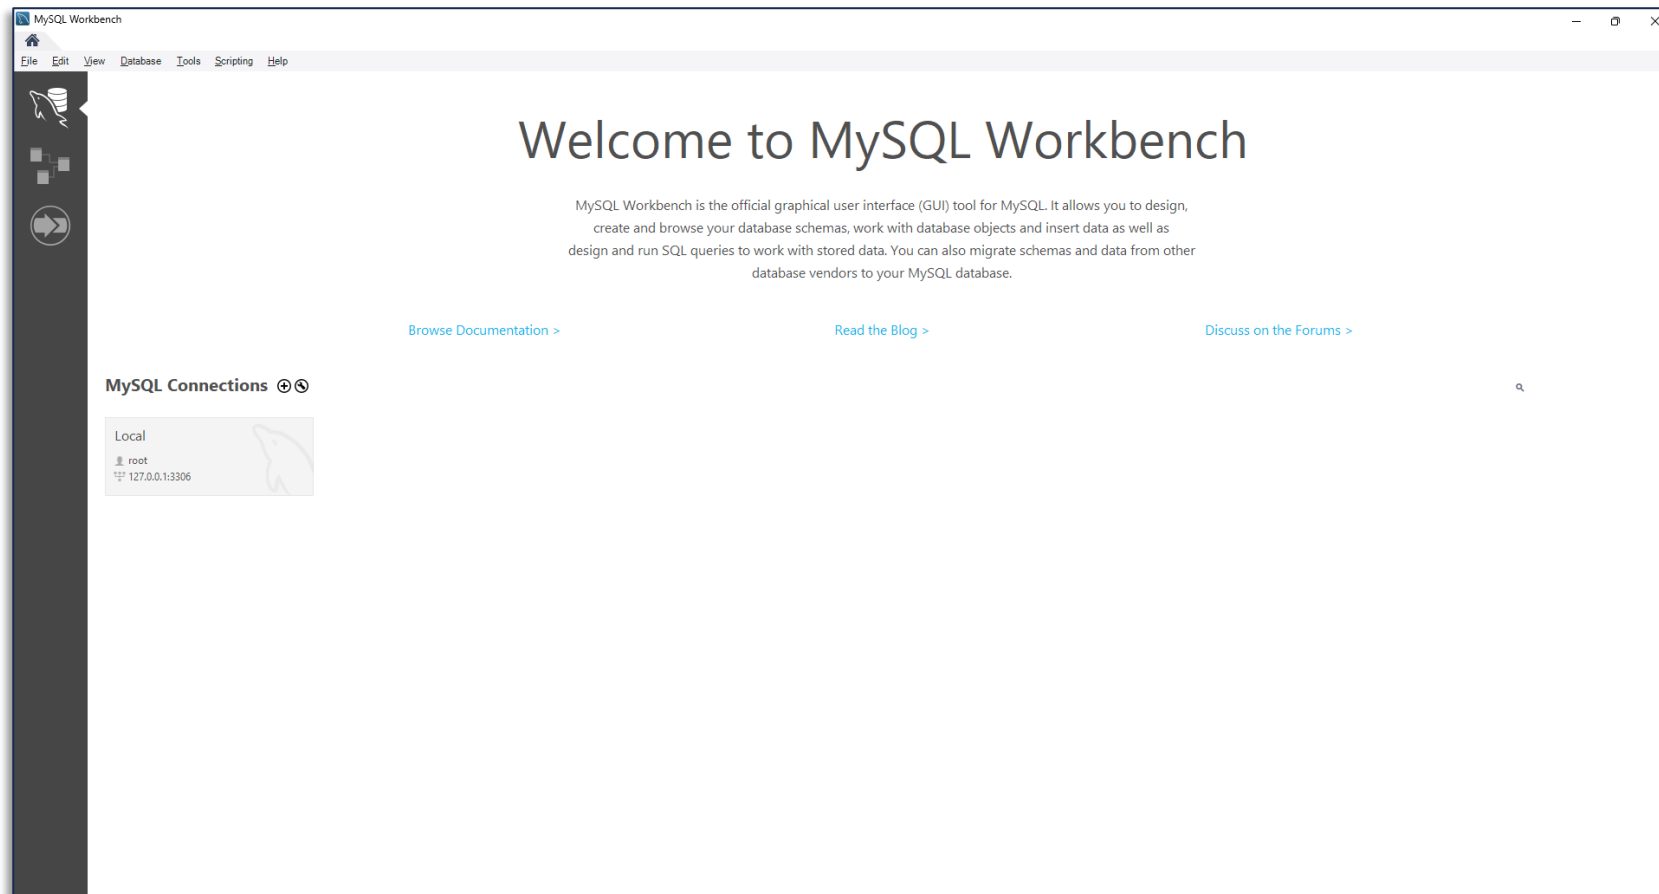 MySQL Workbench
File Edit View Database Tools Scripting Help
Welcome to MySQL Workbench
MySQL Workbench is the official graphical user interface (GUI) tool for MySQL. It allows you to design,
create and browse your database schemas, work with database objects and insert data as well as
design and run SQL queries to work with stored data. You can also migrate schemas and data from other
database vendors to your MySQL database.
Browse Documentation > Read the Blog > Discuss on the Forums >
MySQL Connections
Local
root
127.0.0.1:3306